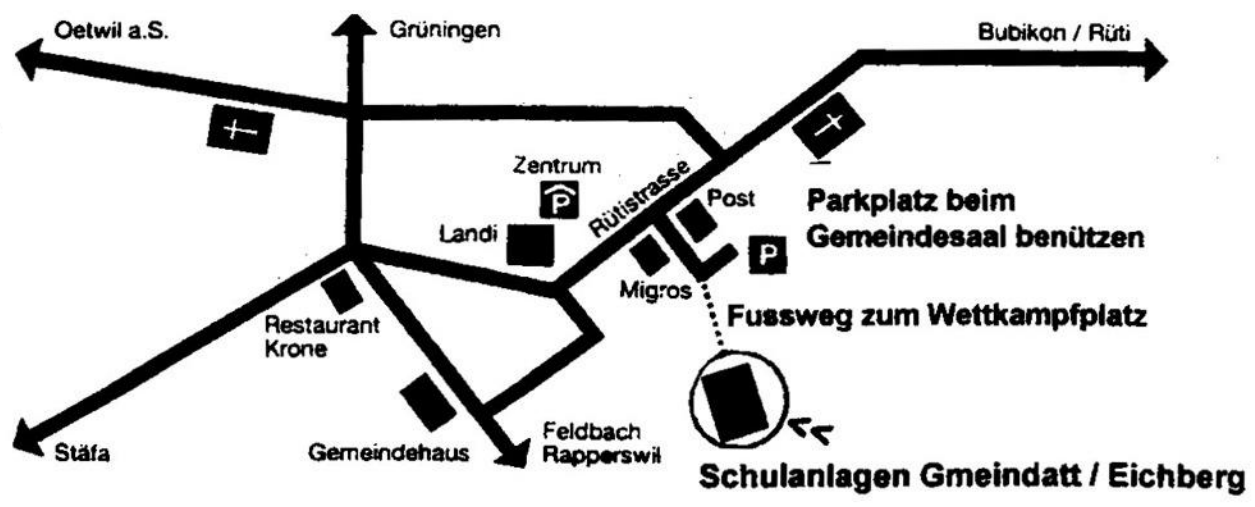 Oetwil a.S.
Grüningen
Bubikon / Rüti
Zentrum
P
Rütistrasse
Post
Parkplatz beim
Gemeindesaal benützen
Landi
P
Migros
Fussweg zum Wettkampfplatz
Restaurant
Krone
Stäfa
Gemeindehaus
Feldbach
Rapperswil
Schulanlagen Gmeindatt / Eichberg